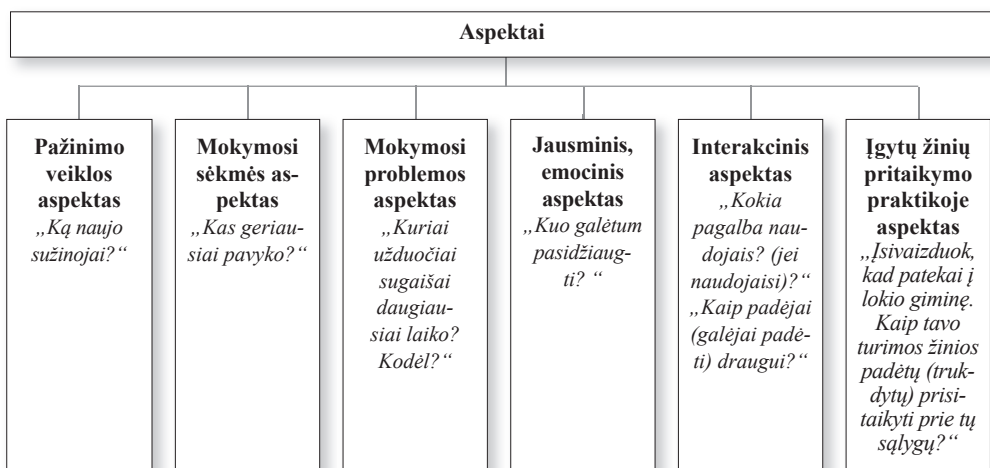 Aspektai
Pažinimo
veiklos
aspektas
„Ką naujo
sužinojai?“
Mokymosi
sėkmės as-
pektas
„Kas geriau-
siai pavyko?“
Mokymosi
problemos
aspektas
„Kuriai
užduočiai
sugaišai
daugiau-
siai laiko?
Kodėl?“
Jausminis,
emocinis
aspektas
„Kuo galėtum
pasidžiaug-
ti? “
Interakcinis
aspektas
„Kokia
pagalba nau-
dojais? (jei
naudojaisi)?“
„Kaip padėjai
(galėjai padė-
ti) draugui?“
Įgytų žinių
pritaikymo
praktikoje
aspektas
„Įsivaizduok,
kad patekai į
lokio giminę.
Kaip tavo
turimos žinios
padėtų (truk-
dytų) prisi-
taikyti prie tų
sąlygų?“